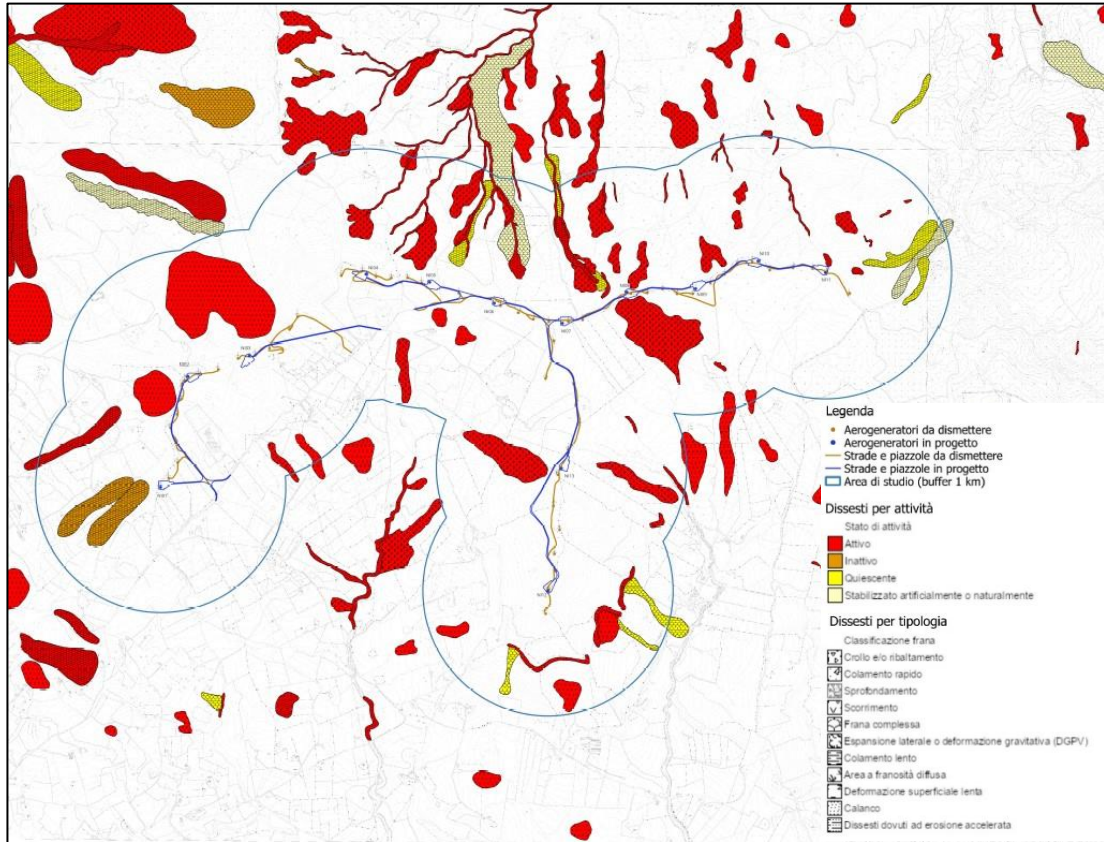 Legenda
Aerogeneratori da dismettere
Aerogeneratori in progetto
Strade e piazzole da dismettere
Strade e piazzole in progetto
Area di studio (buffer 1 km)
Dissesti per attività
Stato di attività
Attivo
Inattivo
Quiescente
Stabilizzato artificialmente o naturalmente
Dissesti per tipologia
Classificazione frana
Crollo e/o ribaltamento
Colamento rapido
Sprofondamento
Scorrimento
Frana complessa
Espansione laterale o deformazione gravitativa (DGPV)
Colamento lento
Area a franosità diffusa
Deformazione superficiale lenta
Calanco
Dissesti dovuti ad erosione accelerata